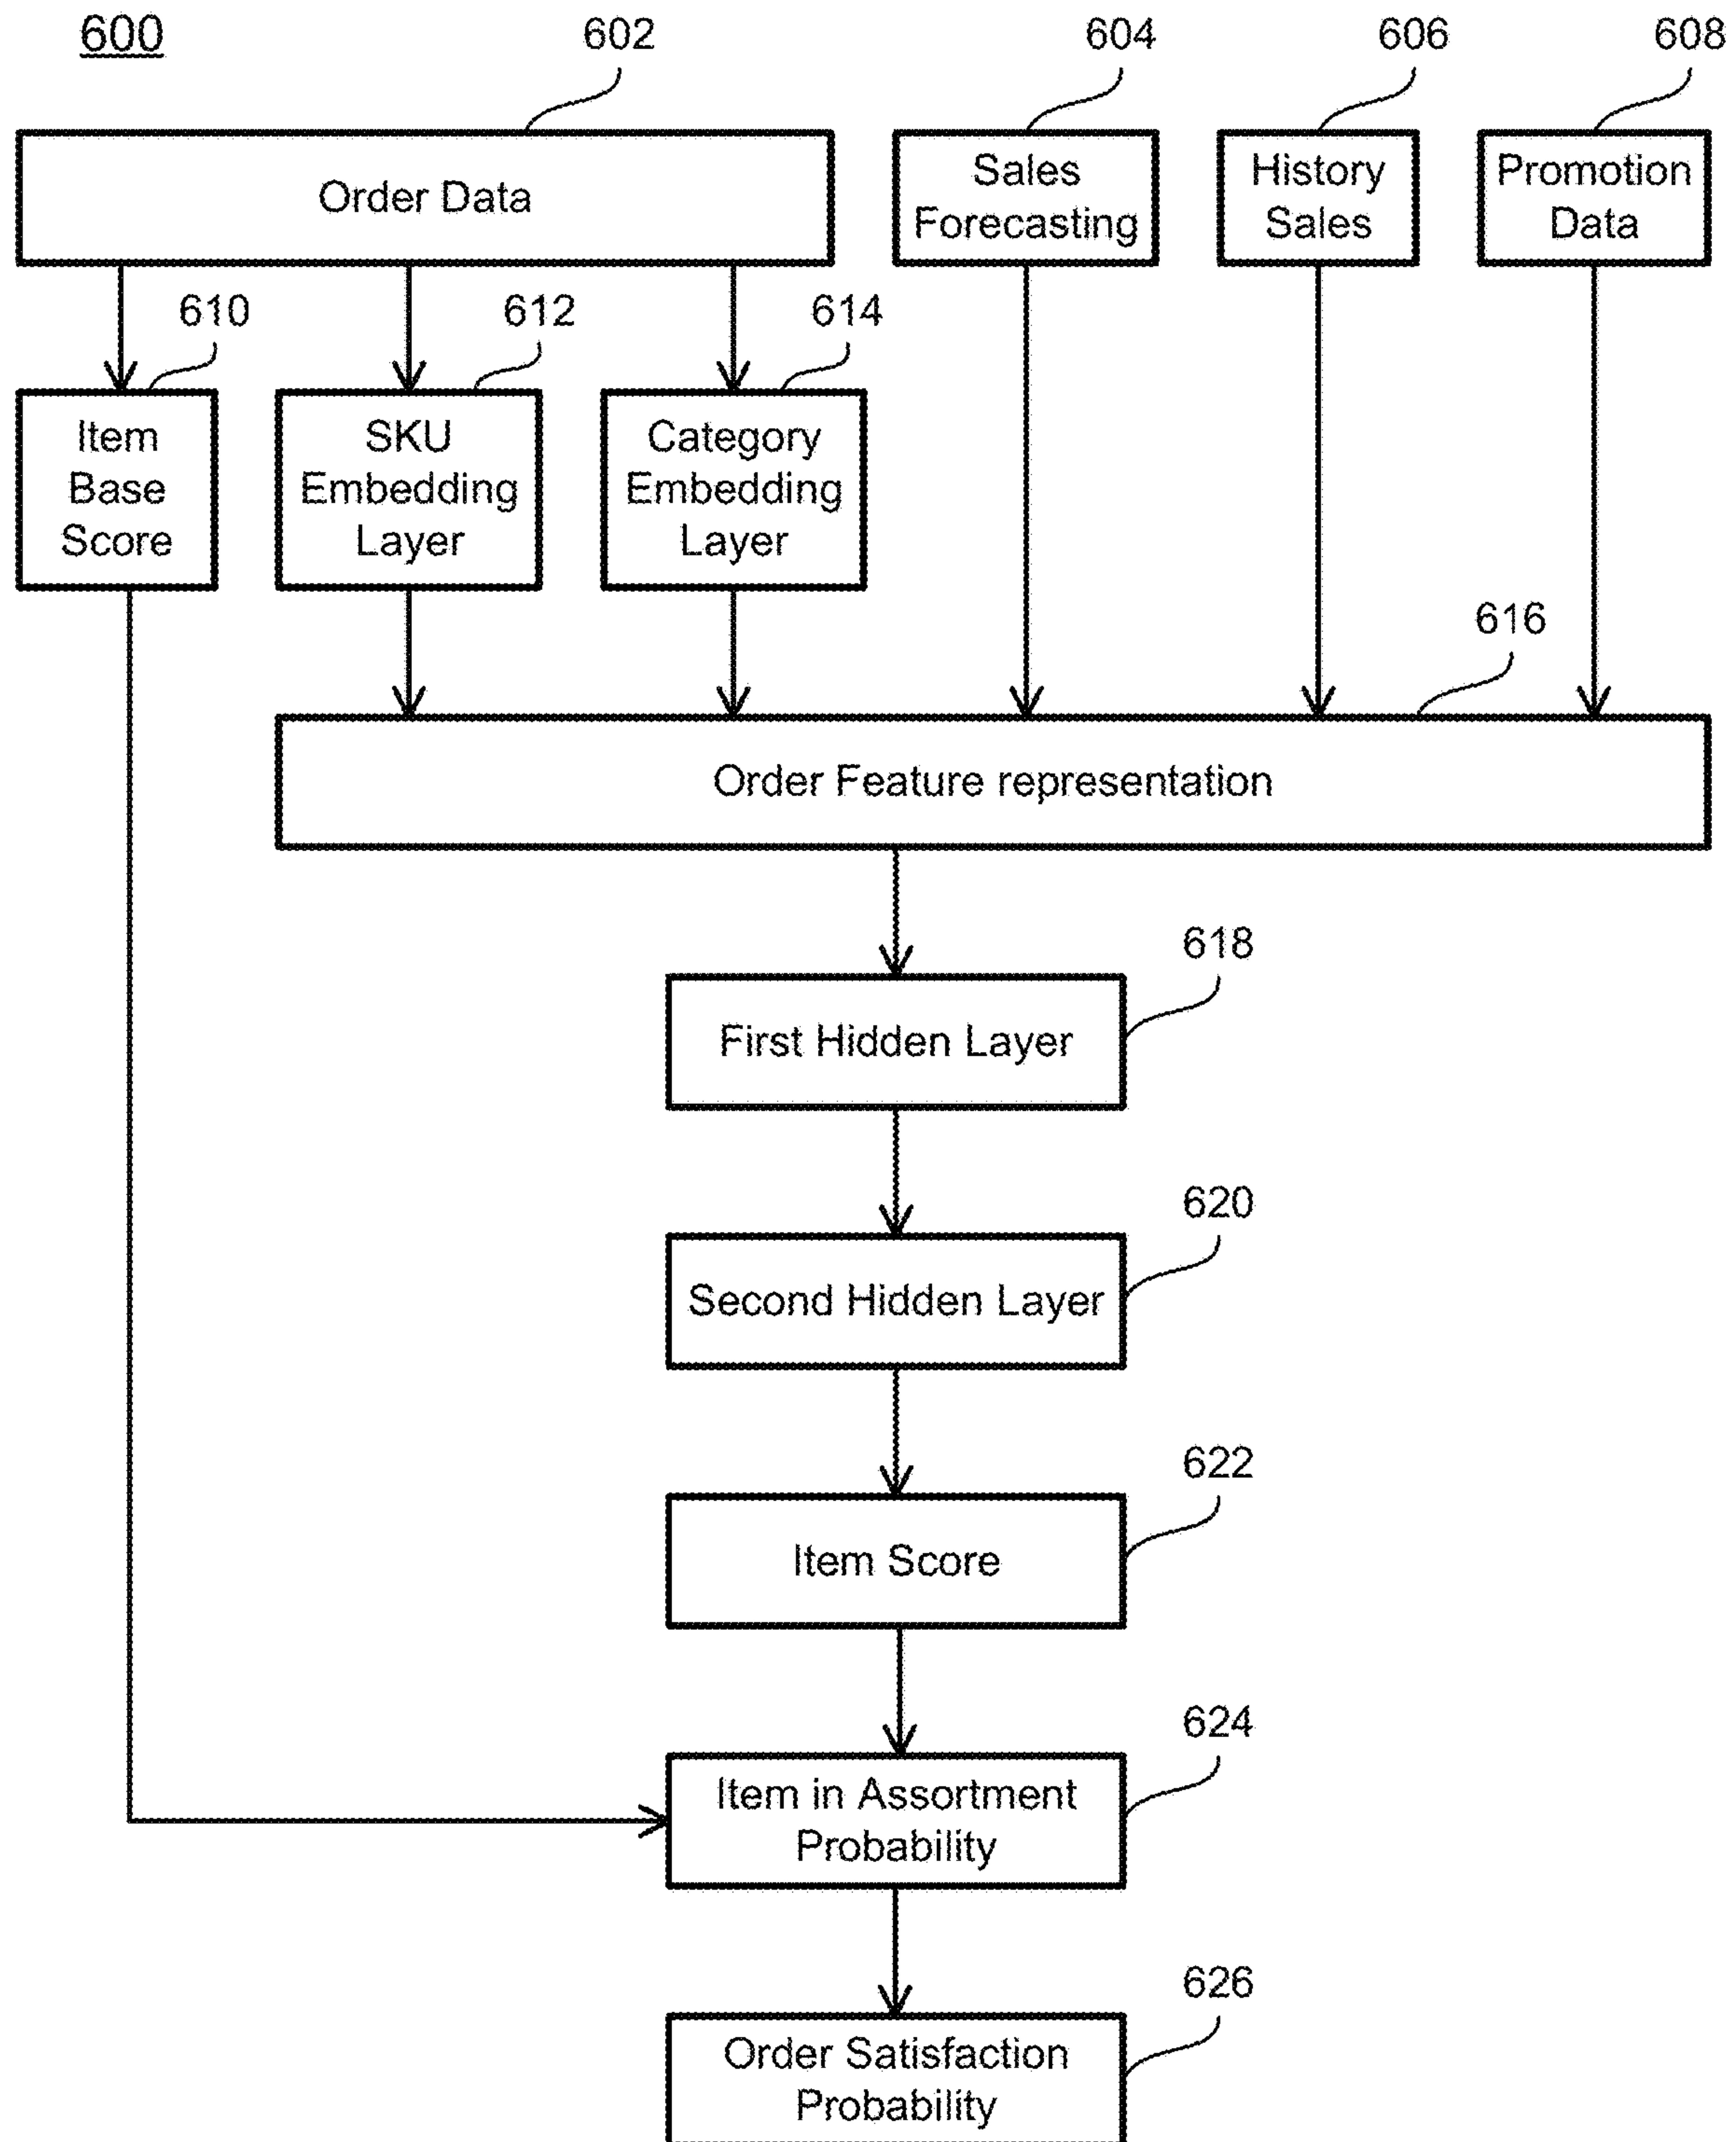 600
602
604
606
608
Order Data
Sales
Forecasting
History
Sales
Promotion
Data
610
612
614
Item
Base
Score
SKU
Embedding
Layer
Category
Embedding
Layer
616
Order Feature representation
618
First Hidden Layer
620
Second Hidden Layer
622
Item Score
624
Item in Assortment
Probability
626
Order Satisfaction
Probability